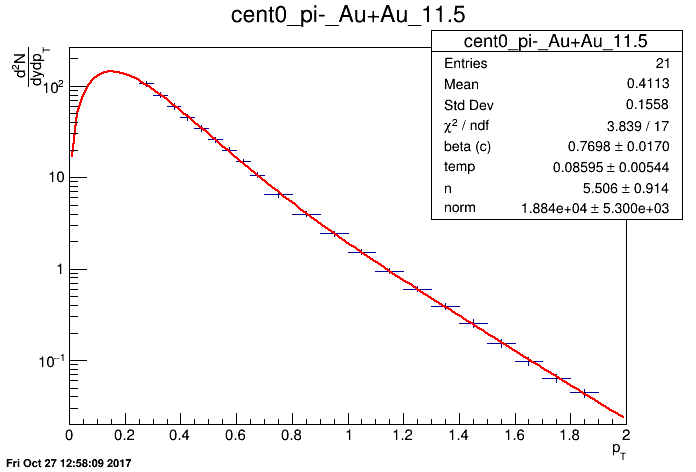 cent0_pi-_Au+Au_11.5
cent0_pi-_Au+Au_11.5
Entries 21
Mean 0.4113
Std Dev 0.1558
χ² / ndf 3.839 / 17
beta (c) 0.7698 ± 0.0170
temp 0.08595 ± 0.00544
n 5.506 ± 0.914
norm 1.884e+04 ± 5.300e+03
d²N
dydp_T
10²
10
1
10⁻¹
0 0.2 0.4 0.6 0.8 1 1.2 1.4 1.6 1.8 2
p_T
Fri Oct 27 12:58:09 2017